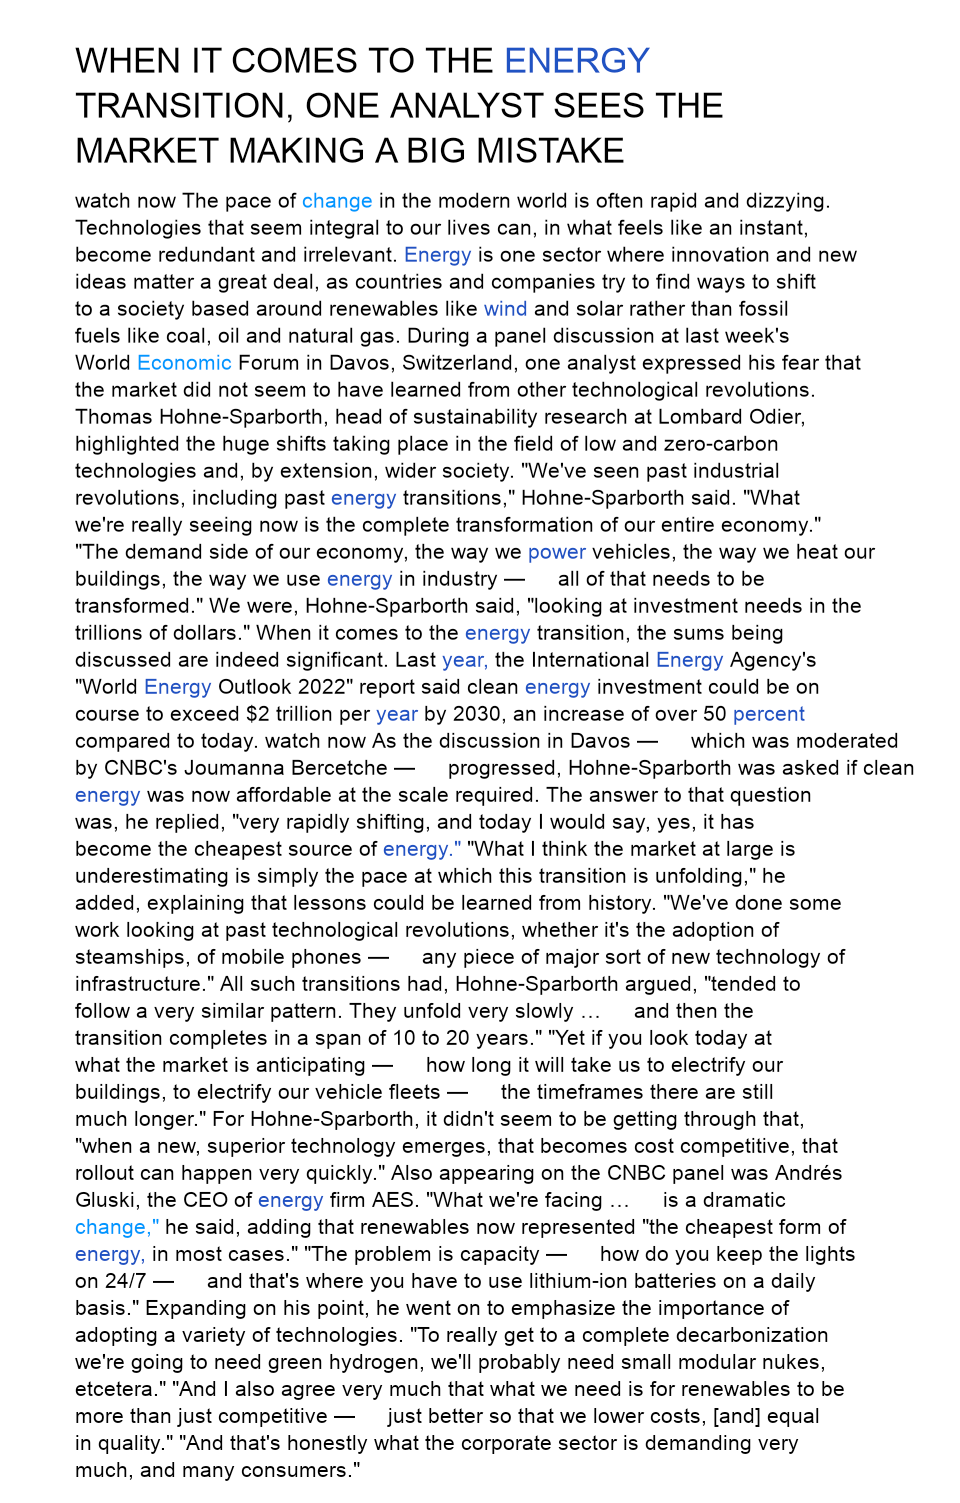 WHEN IT COMES TO THE ENERGY
TRANSITION, ONE ANALYST SEES THE
MARKET MAKING A BIG MISTAKE
watch now The pace of change in the modern world is often rapid and dizzying.
Technologies that seem integral to our lives can, in what feels like an instant,
become redundant and irrelevant. Energy is one sector where innovation and new
ideas matter a great deal, as countries and companies try to find ways to shift
to a society based around renewables like wind and solar rather than fossil
fuels like coal, oil and natural gas. During a panel discussion at last week's
World Economic Forum in Davos, Switzerland, one analyst expressed his fear that
the market did not seem to have learned from other technological revolutions.
Thomas Hohne-Sparborth, head of sustainability research at Lombard Odier,
highlighted the huge shifts taking place in the field of low and zero-carbon
technologies and, by extension, wider society. "We've seen past industrial
revolutions, including past energy transitions," Hohne-Sparborth said. "What
we're really seeing now is the complete transformation of our entire economy."
"The demand side of our economy, the way we power vehicles, the way we heat our
buildings, the way we use energy in industry — all of that needs to be
transformed." We were, Hohne-Sparborth said, "looking at investment needs in the
trillions of dollars." When it comes to the energy transition, the sums being
discussed are indeed significant. Last year, the International Energy Agency's
"World Energy Outlook 2022" report said clean energy investment could be on
course to exceed $2 trillion per year by 2030, an increase of over 50 percent
compared to today. watch now As the discussion in Davos — which was moderated
by CNBC's Joumanna Bercetche — progressed, Hohne-Sparborth was asked if clean
energy was now affordable at the scale required. The answer to that question
was, he replied, "very rapidly shifting, and today I would say, yes, it has
become the cheapest source of energy." "What I think the market at large is
underestimating is simply the pace at which this transition is unfolding," he
added, explaining that lessons could be learned from history. "We've done some
work looking at past technological revolutions, whether it's the adoption of
steamships, of mobile phones — any piece of major sort of new technology of
infrastructure." All such transitions had, Hohne-Sparborth argued, "tended to
follow a very similar pattern. They unfold very slowly … and then the
transition completes in a span of 10 to 20 years." "Yet if you look today at
what the market is anticipating — how long it will take us to electrify our
buildings, to electrify our vehicle fleets — the timeframes there are still
much longer." For Hohne-Sparborth, it didn't seem to be getting through that,
"when a new, superior technology emerges, that becomes cost competitive, that
rollout can happen very quickly." Also appearing on the CNBC panel was Andrés
Gluski, the CEO of energy firm AES. "What we're facing … is a dramatic
change," he said, adding that renewables now represented "the cheapest form of
energy, in most cases." "The problem is capacity — how do you keep the lights
on 24/7 — and that's where you have to use lithium-ion batteries on a daily
basis." Expanding on his point, he went on to emphasize the importance of
adopting a variety of technologies. "To really get to a complete decarbonization
we're going to need green hydrogen, we'll probably need small modular nukes,
etcetera." "And I also agree very much that what we need is for renewables to be
more than just competitive — just better so that we lower costs, [and] equal
in quality." "And that's honestly what the corporate sector is demanding very
much, and many consumers."